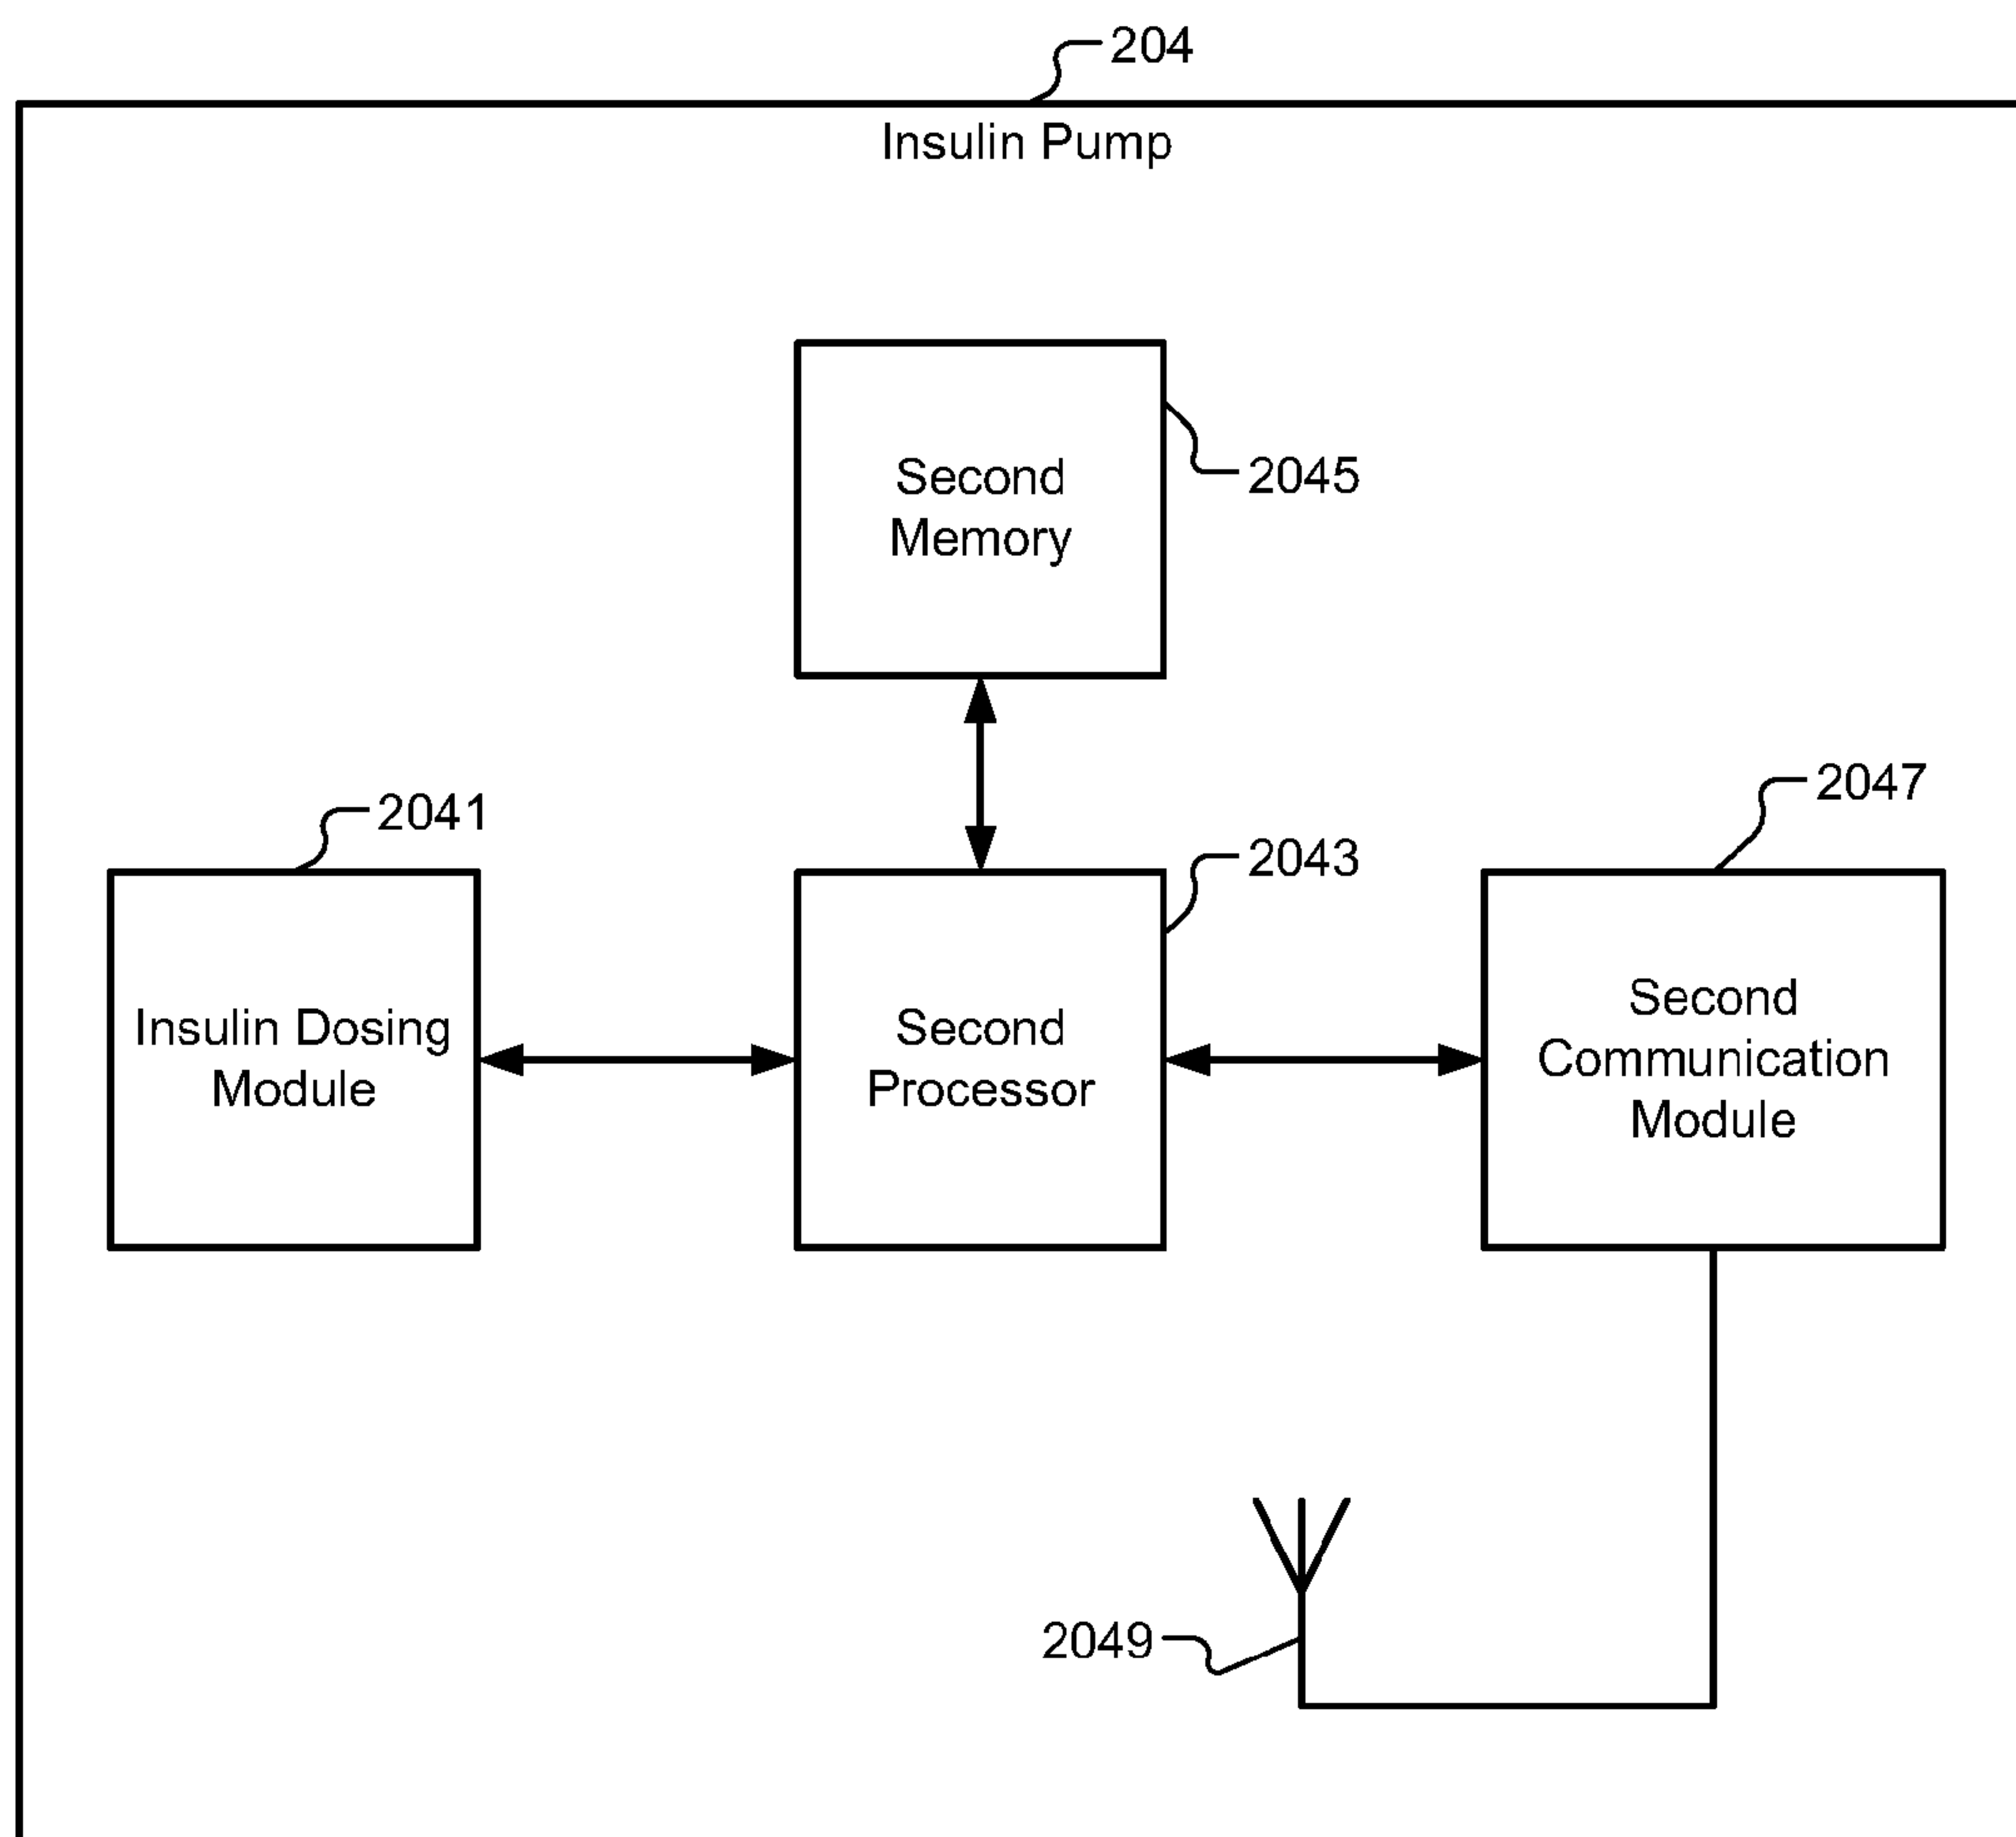 204
Insulin Pump
Second
Memory
2045
2041
2043
2047
Insulin Dosing
Module
Second
Processor
Second
Communication
Module
2049